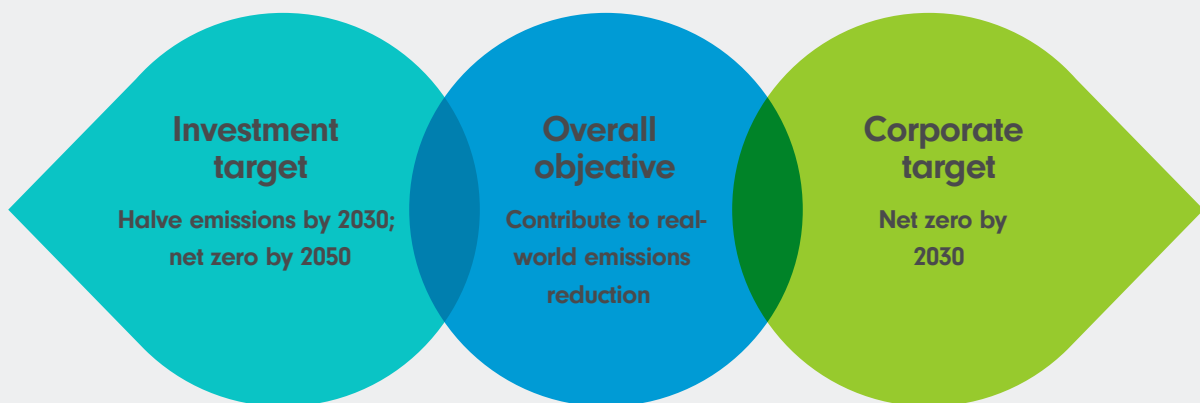 Investment
target
Halve emissions by 2030;
net zero by 2050
Overall
objective
Contribute to real-
world emissions
reduction
Corporate
target
Net zero by
2030